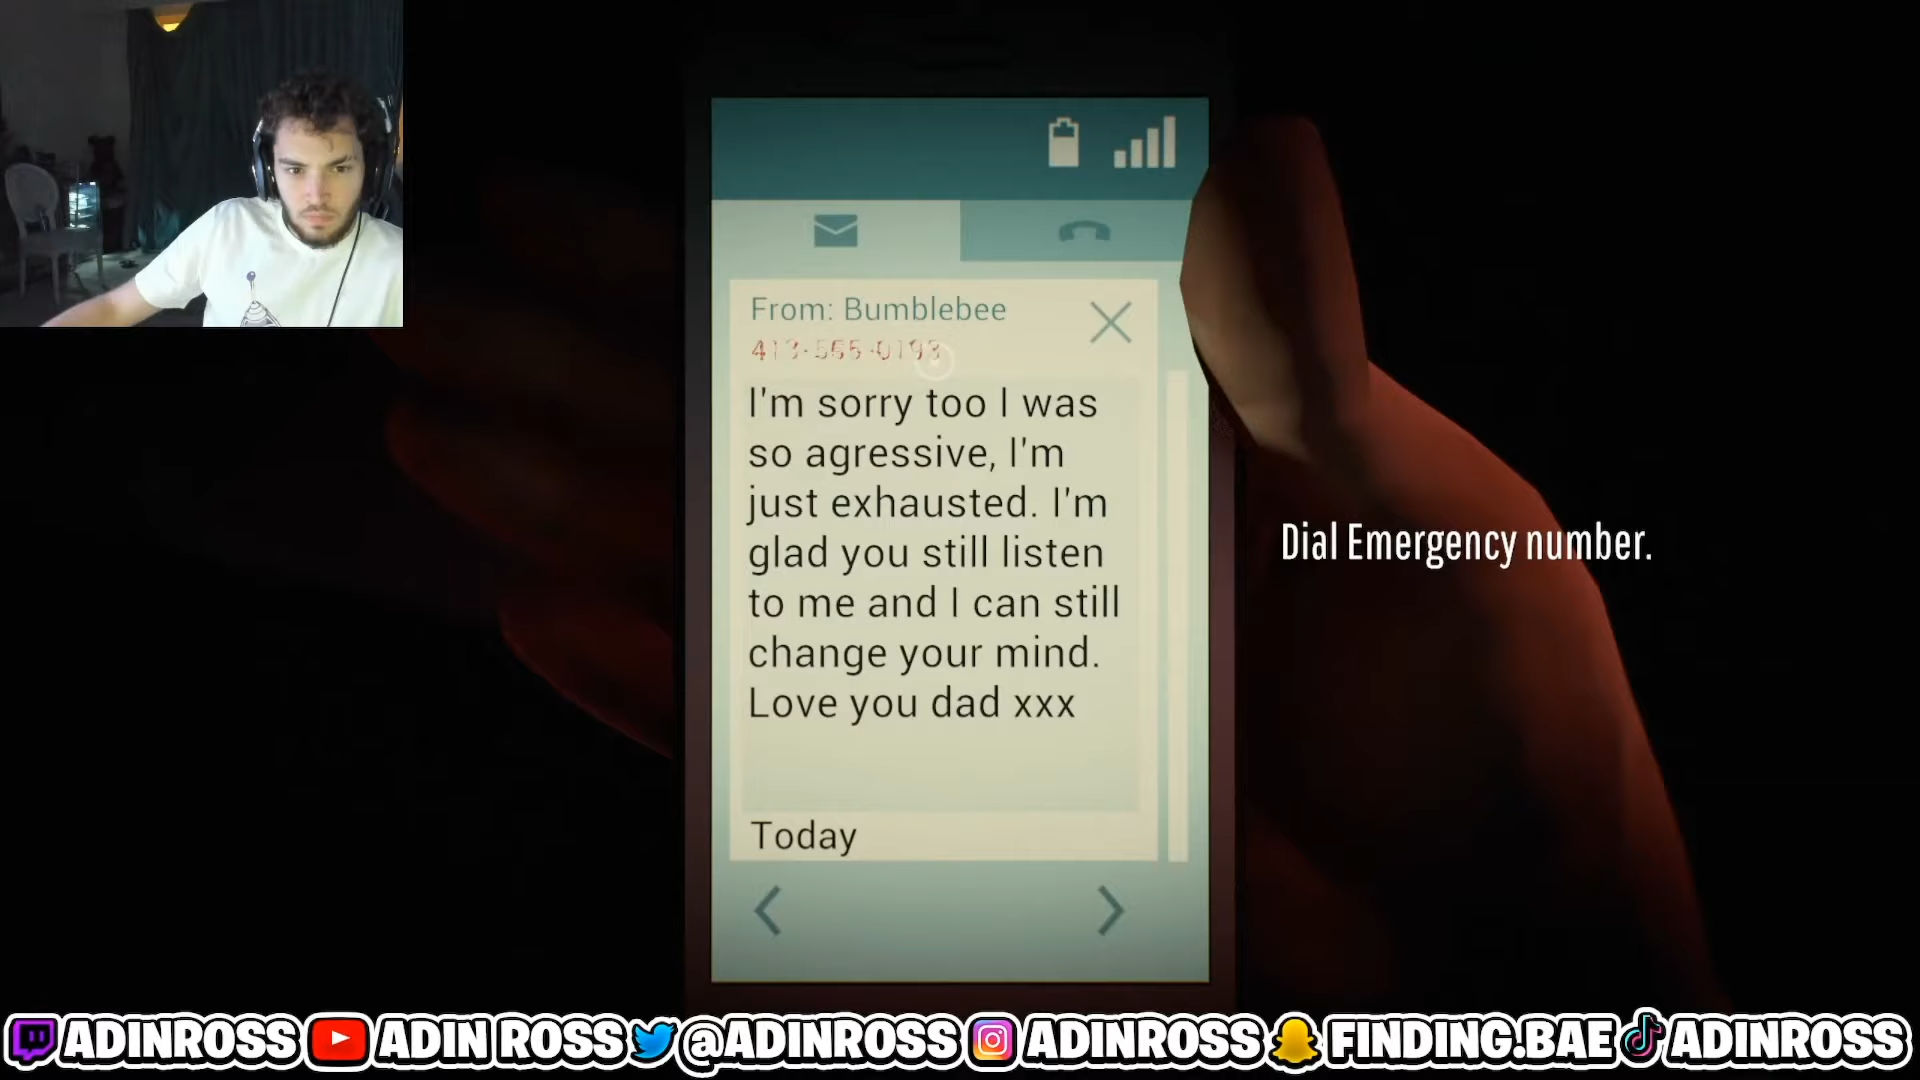 From: Bumblebee
I'm sorry too I was
so agressive, I'm
just exhausted. I'm
glad you still listen
to me and I can still
change your mind.
Love you dad xxx
Today
Dial Emergency number.
ADINROSS ADIN ROSS @ADINROSS ADINROSS FINDING.BAE ADINROSS